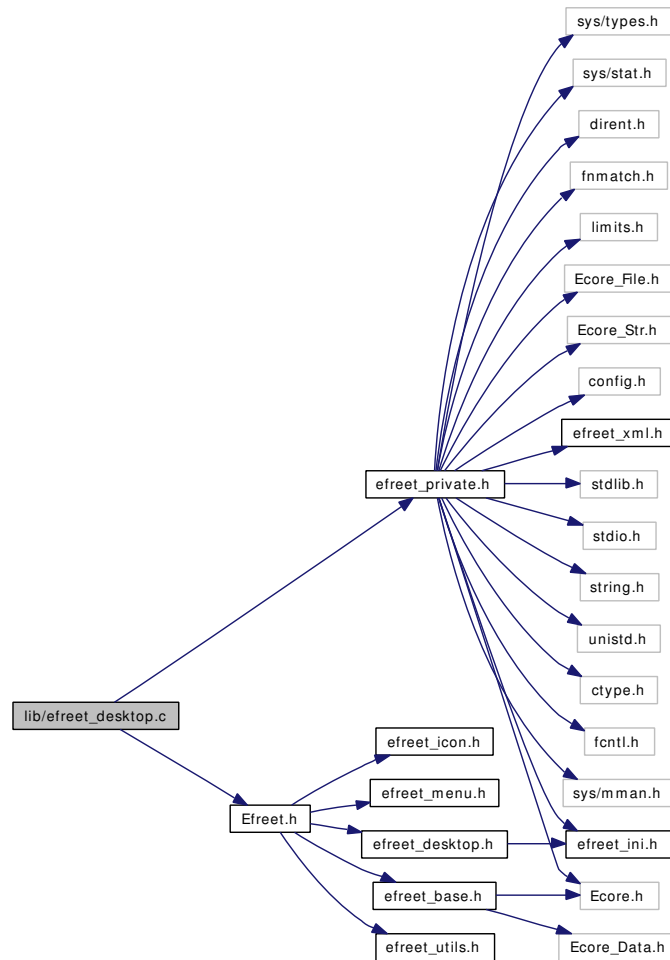 sys/types.h
sys/stat.h
dirent.h
fnmatch.h
limits.h
Ecore_File.h
Ecore_Str.h
config.h
efreet_xml.h
efreet_private.h
stdlib.h
stdio.h
string.h
unistd.h
ctype.h
lib/efreet_desktop.c
fcntl.h
efreet_icon.h
sys/mman.h
efreet_menu.h
Efreet.h
efreet_desktop.h
efreet_ini.h
efreet_base.h
Ecore.h
efreet_utils.h
Ecore_Data.h